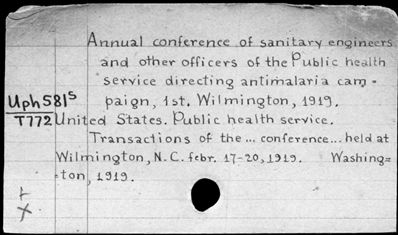 Annual conference of sanitary engineers
and other officers of the Public health
service directing antimalaria cam-
paign, 1st. Wilmington, 1919.
Uph581s
T772
United States. Public health service.
Transactions of the ... conference... held at
Wilmington, N.C. febr. 17-20, 1919. Washing=
=ton, 1919.